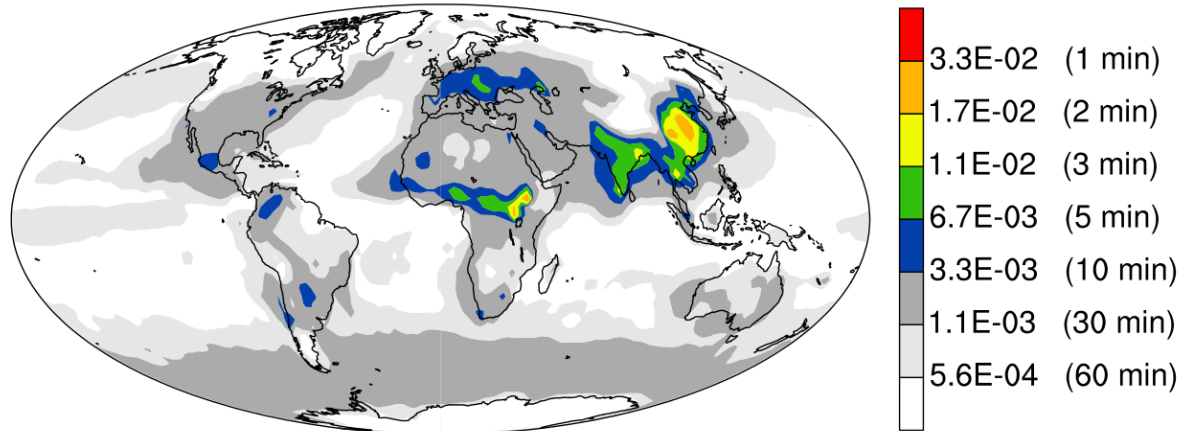 3.3E-02 (1 min)
1.7E-02 (2 min)
1.1E-02 (3 min)
6.7E-03 (5 min)
3.3E-03 (10 min)
1.1E-03 (30 min)
5.6E-04 (60 min)